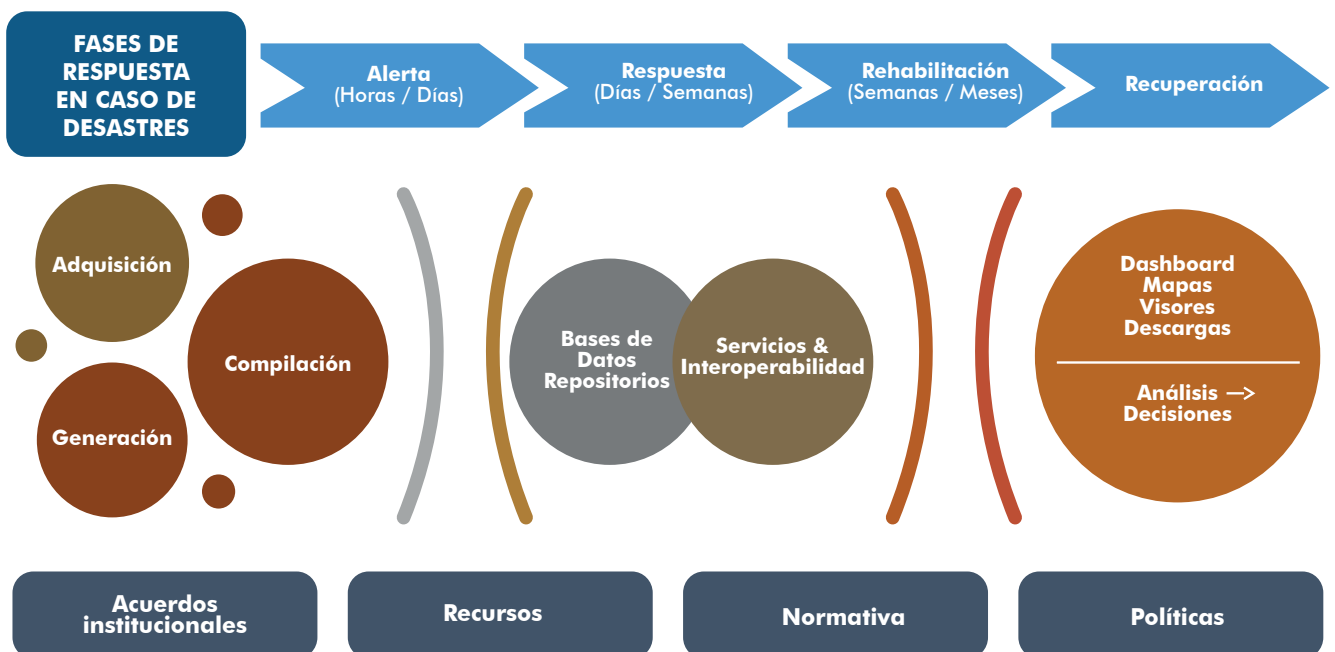 FASES DE
RESPUESTA
EN CASO DE
DESASTRES
Alerta
(Horas / Días)
Respuesta
(Días / Semanas)
Rehabilitación
(Semanas / Meses)
Recuperación
Adquisición
Generación
Compilación
Bases de
Datos
Repositorios
Servicios &
Interoperabilidad
Dashboard
Mapas
Visores
Descargas
Análisis —>
Decisiones
Acuerdos
institucionales
Recursos
Normativa
Políticas